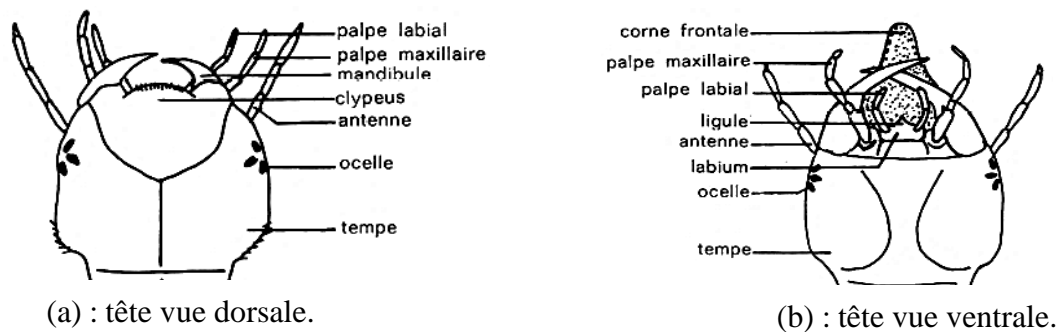 palpe labial
palpe maxillaire
mandibule
clypeus
antenne
ocelle
tempe
(a) : tête vue dorsale.
corne frontale
palpe maxillaire
palpe labial
ligule
antenne
labium
ocelle
tempe
(b) : tête vue ventrale.